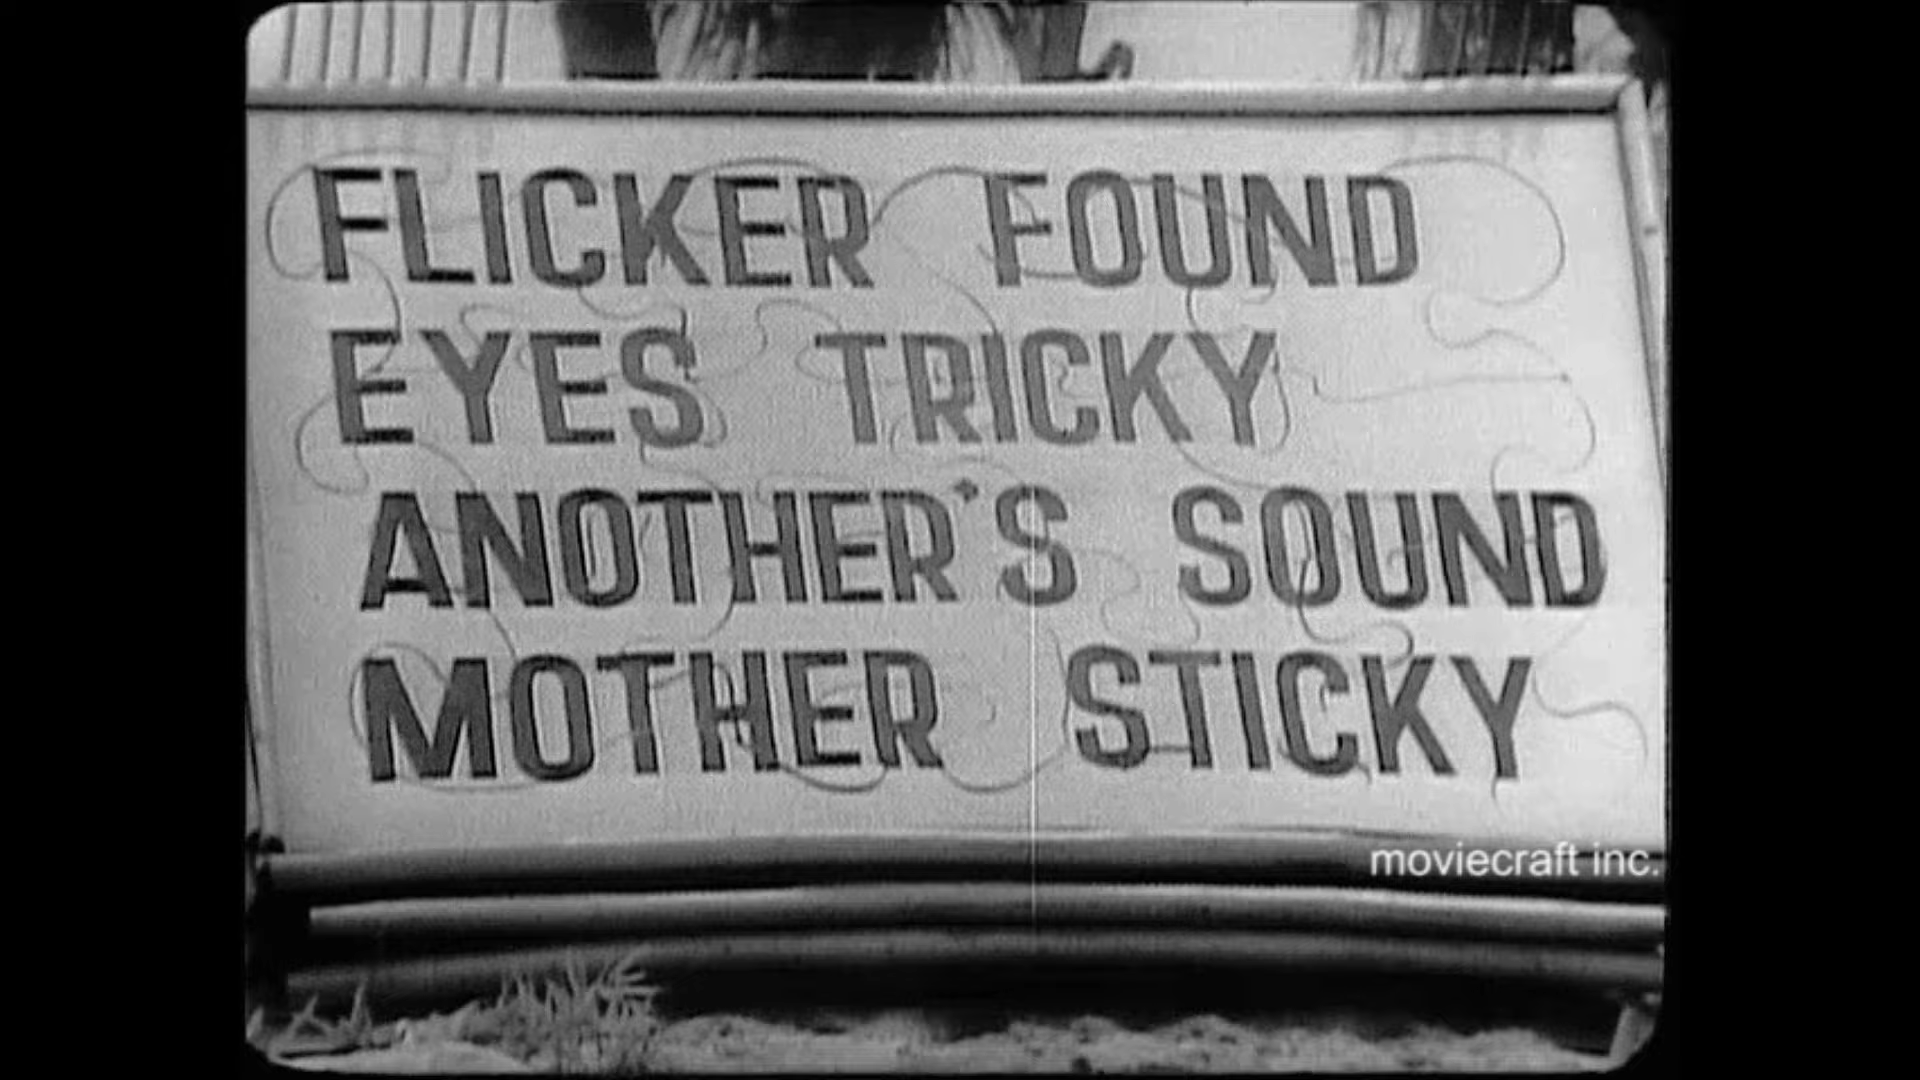 FLICKER FOUND
EYES TRICKY
ANOTHER'S SOUND
MOTHER STICKY
moviecraft inc.